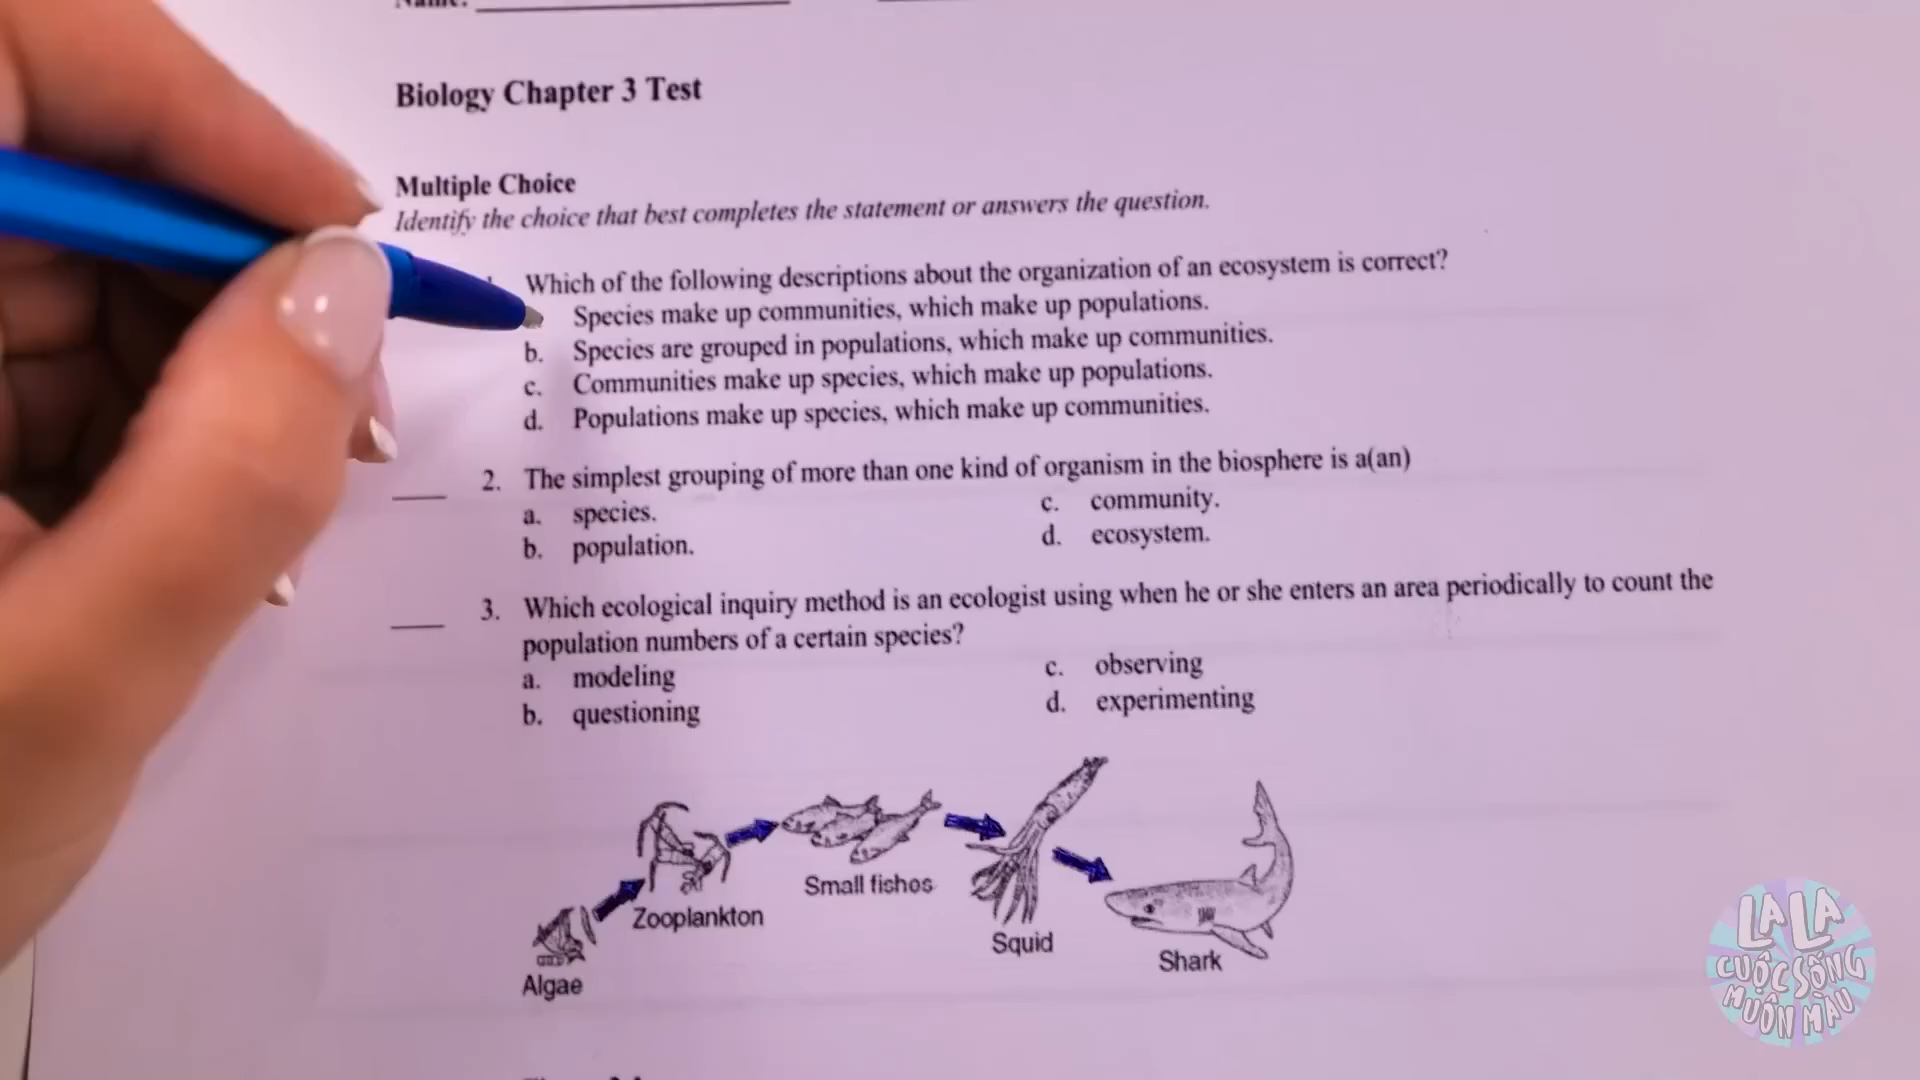 Biology Chapter 3 Test
Multiple Choice
Identify the choice that best completes the statement or answers the question.
Which of the following descriptions about the organization of an ecosystem is correct?
Species make up communities, which make up populations.
b. Species are grouped in populations, which make up communities.
c. Communities make up species, which make up populations.
d. Populations make up species, which make up communities.
2. The simplest grouping of more than one kind of organism in the biosphere is a(an)
a. species. c. community.
b. population. d. ecosystem.
3. Which ecological inquiry method is an ecologist using when he or she enters an area periodically to count the
population numbers of a certain species?
a. modeling c. observing
b. questioning d. experimenting
Small fishos
Zooplankton
Squid
Shark
Algae
LA LA
CUỘC SỐNG
MUÔN MÀU